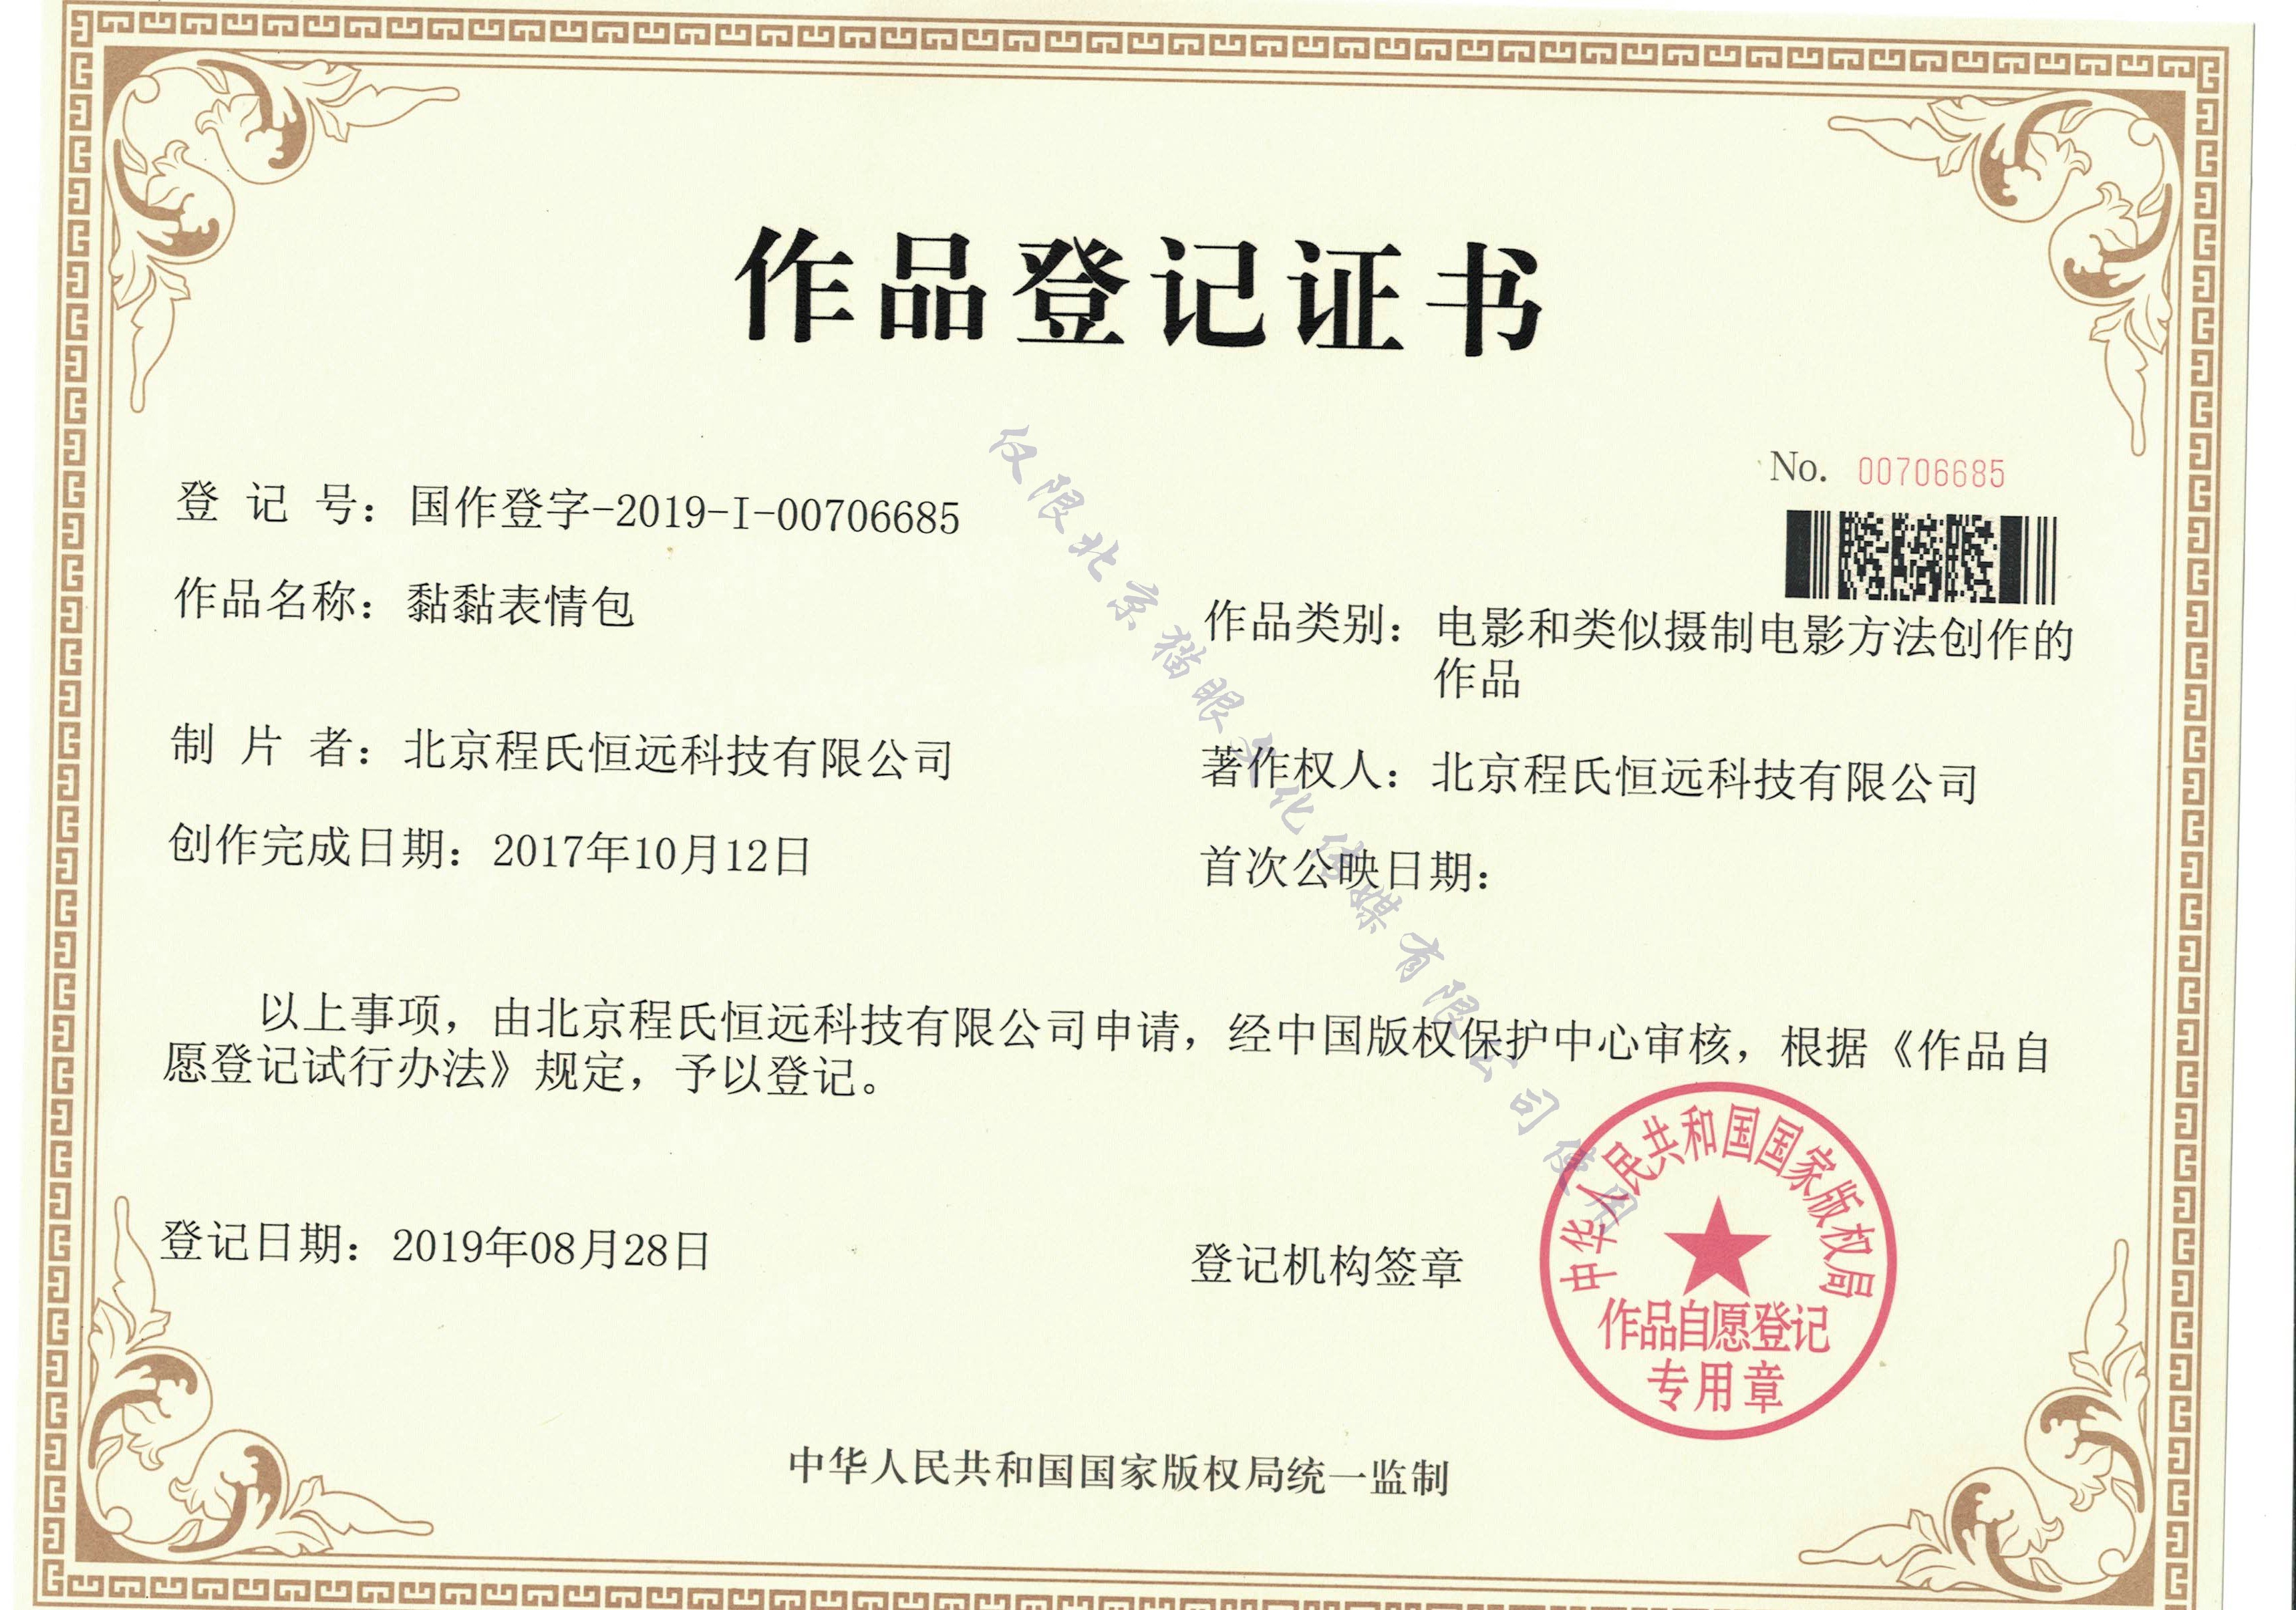 作品登记证书
No. 00706685
登 记 号：国作登字-2019-I-00706685
作品名称：黏黏表情包
作品类别：电影和类似摄制电影方法创作的
作品
制 片 者：北京程氏恒远科技有限公司
著作权人：北京程氏恒远科技有限公司
创作完成日期：2017年10月12日
首次公映日期：
以上事项，由北京程氏恒远科技有限公司申请，经中国版权保护中心审核，根据《作品自
愿登记试行办法》规定，予以登记。
登记日期：2019年08月28日
登记机构签章
中华人民共和国国家版权局
作品自愿登记
专用章
中华人民共和国国家版权局统一监制
仅限北京猫眼文化传媒有限公司使用